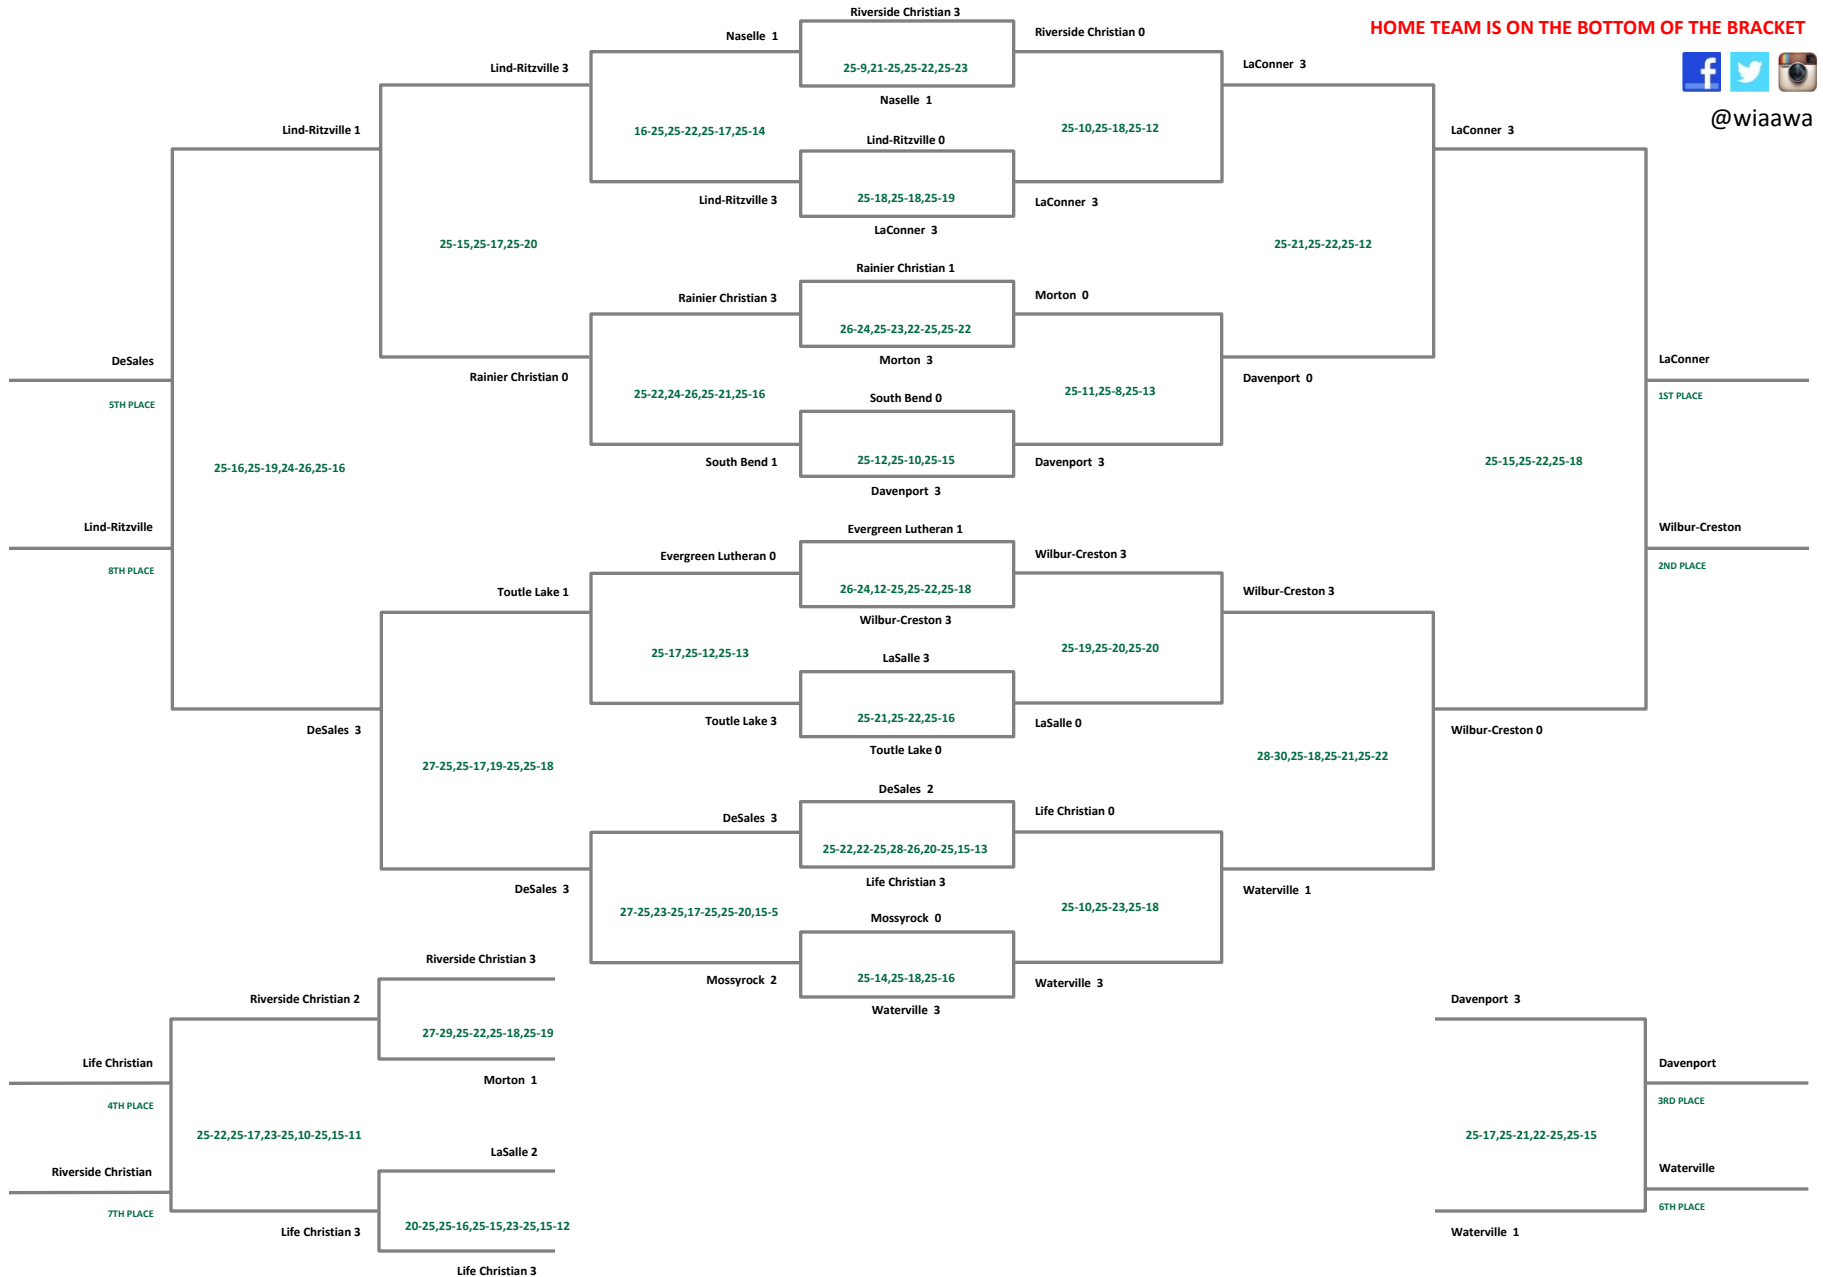 HOME TEAM IS ON THE BOTTOM OF THE BRACKET
@wiaawa
Riverside Christian 3
25-9,21-25,25-22,25-23
Naselle 1
Lind-Ritzville 0
25-18,25-18,25-19
LaConner 3
Rainier Christian 1
26-24,25-23,22-25,25-22
Morton 3
South Bend 0
25-12,25-10,25-15
Davenport 3
Evergreen Lutheran 1
26-24,12-25,25-22,25-18
Wilbur-Creston 3
LaSalle 3
25-21,25-22,25-16
Toutle Lake 0
DeSales 2
25-22,22-25,28-26,20-25,15-13
Life Christian 3
Mossyrock 0
25-14,25-18,25-16
Waterville 3
Riverside Christian 0
25-10,25-18,25-12
LaConner 3
Morton 0
25-11,25-8,25-13
Davenport 3
Wilbur-Creston 3
25-19,25-20,25-20
LaSalle 0
Life Christian 0
25-10,25-23,25-18
Waterville 3
LaConner 3
25-21,25-22,25-12
Davenport 0
Wilbur-Creston 3
28-30,25-18,25-21,25-22
Waterville 1
LaConner 3
25-15,25-22,25-18
Wilbur-Creston 0
LaConner
1ST PLACE
Wilbur-Creston
2ND PLACE
Davenport 3
25-17,25-21,22-25,25-15
Waterville 1
Davenport
3RD PLACE
Waterville
6TH PLACE
Naselle 1
16-25,25-22,25-17,25-14
Lind-Ritzville 3
Rainier Christian 3
25-22,24-26,25-21,25-16
South Bend 1
Evergreen Lutheran 0
25-17,25-12,25-13
Toutle Lake 3
DeSales 3
27-25,23-25,17-25,25-20,15-5
Mossyrock 2
Lind-Ritzville 3
25-15,25-17,25-20
Rainier Christian 0
Toutle Lake 1
27-25,25-17,19-25,25-18
DeSales 3
Lind-Ritzville 1
25-16,25-19,24-26,25-16
DeSales 3
DeSales
5TH PLACE
Lind-Ritzville
8TH PLACE
Riverside Christian 3
27-29,25-22,25-18,25-19
Morton 1
LaSalle 2
20-25,25-16,25-15,23-25,15-12
Life Christian 3
Riverside Christian 2
25-22,25-17,23-25,10-25,15-11
Life Christian 3
Life Christian
4TH PLACE
Riverside Christian
7TH PLACE